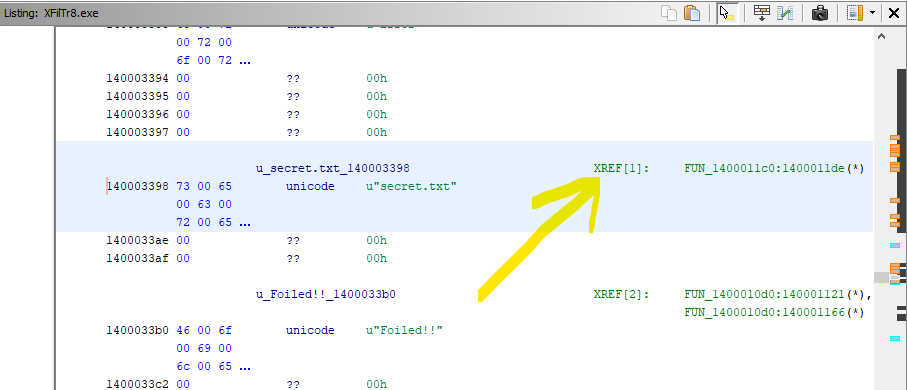 Listing: XFilTr8.exe
00 72 00
6f 00 72 ...
140003394 00 ?? 00h
140003395 00 ?? 00h
140003396 00 ?? 00h
140003397 00 ?? 00h
u_secret.txt_140003398 XREF[1]: FUN_1400011c0:1400011de(*)
140003398 73 00 65 unicode u"secret.txt"
00 63 00
72 00 65 ...
1400033ae 00 ?? 00h
1400033af 00 ?? 00h
u_Foiled!!_1400033b0 XREF[2]: FUN_1400010d0:140001121(*),
FUN_1400010d0:140001166(*)
1400033b0 46 00 6f unicode u"Foiled!!"
00 69 00
6c 00 65 ...
1400033c2 00 ?? 00h